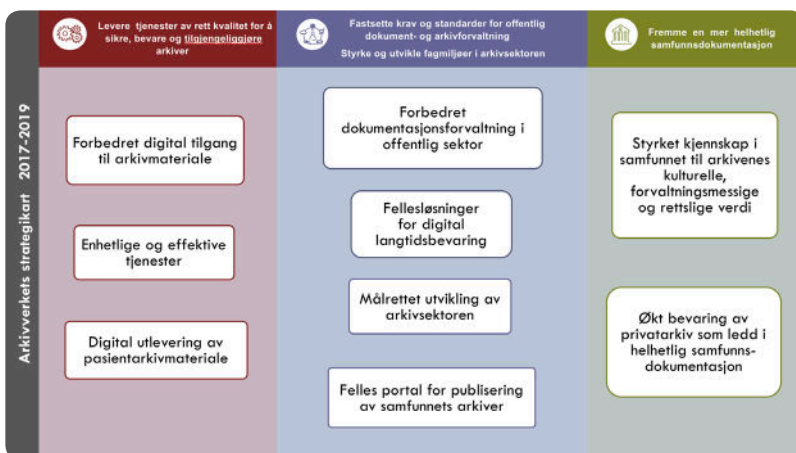 Arkivverkets strategikart 2017-2019
Levere tjenester av rett kvalitet for å
sikre, bevare og tilgjengeliggjøre
arkiver
Forbedret digital tilgang
til arkivmateriale
Enhetlige og effektive
tjenester
Digital utlevering av
pasientarkivmateriale
Fastsette krav og standarder for offentlig
dokument- og arkivforvaltning
Styrke og utvikle fagmiljøer i arkivsektoren
Forbedret
dokumentasjonsforvaltning i
offentlig sektor
Fellesløsninger
for digital
langtidsbevaring
Målrettet utvikling av
arkivsektoren
Felles portal for publisering
av samfunnets arkiver
Fremme en mer helhetlig
samfunnsdokumentasjon
Styrket kjennskap i
samfunnet til arkivenes
kulturelle,
forvaltningsmessige
og rettslige verdi
Økt bevaring av
privatarkiv som ledd i
helhetlig samfunns-
dokumentasjon